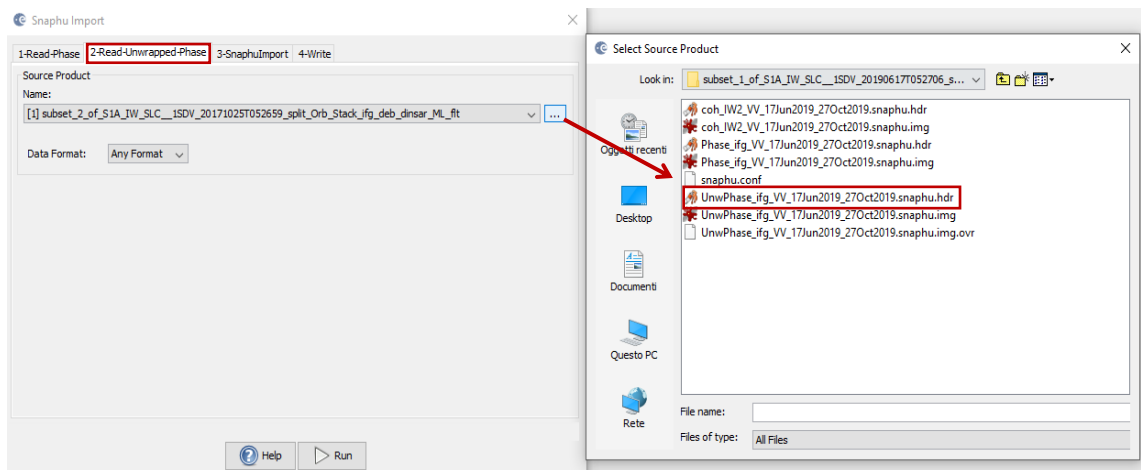 Snaphu Import
1-Read-Phase 2-Read-Unwrapped-Phase 3-SnaphuImport 4-Write
Source Product
Name:
[1] subset_2_of_S1A_IW_SLC__1SDV_20171025T052659_split_Orb_Stack_ifg_deb_dinsar_ML_flt
...
Data Format: Any Format
Help Run
Select Source Product
Look in: subset_1_of_S1A_IW_SLC__1SDV_20190617T052706_s...
Oggetti recenti
Desktop
Documenti
Questo PC
Rete
coh_IW2_VV_17Jun2019_27Oct2019.snaphu.hdr
coh_IW2_VV_17Jun2019_27Oct2019.snaphu.img
Phase_ifg_VV_17Jun2019_27Oct2019.snaphu.hdr
Phase_ifg_VV_17Jun2019_27Oct2019.snaphu.img
snaphu.conf
UnwPhase_ifg_VV_17Jun2019_27Oct2019.snaphu.hdr
UnwPhase_ifg_VV_17Jun2019_27Oct2019.snaphu.img
UnwPhase_ifg_VV_17Jun2019_27Oct2019.snaphu.img.ovr
File name:
Files of type: All Files